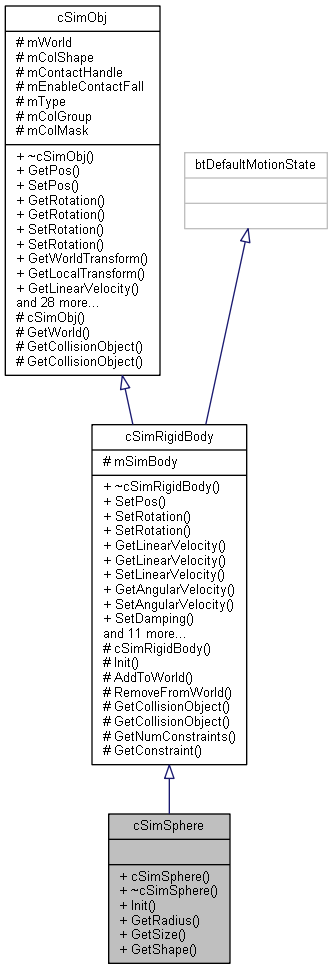 cSimObj
# mWorld
# mColShape
# mContactHandle
# mEnableContactFall
# mType
# mColGroup
# mColMask
+ ~cSimObj()
+ GetPos()
+ SetPos()
+ GetRotation()
+ GetRotation()
+ SetRotation()
+ SetRotation()
+ GetWorldTransform()
+ GetLocalTransform()
+ GetLinearVelocity()
and 28 more...
# cSimObj()
# GetWorld()
# GetCollisionObject()
# GetCollisionObject()
btDefaultMotionState
cSimRigidBody
# mSimBody
+ ~cSimRigidBody()
+ SetPos()
+ SetRotation()
+ SetRotation()
+ GetLinearVelocity()
+ GetLinearVelocity()
+ SetLinearVelocity()
+ GetAngularVelocity()
+ SetAngularVelocity()
+ SetDamping()
and 11 more...
# cSimRigidBody()
# Init()
# AddToWorld()
# RemoveFromWorld()
# GetCollisionObject()
# GetCollisionObject()
# GetNumConstraints()
# GetConstraint()
cSimSphere
+ cSimSphere()
+ ~cSimSphere()
+ Init()
+ GetRadius()
+ GetSize()
+ GetShape()